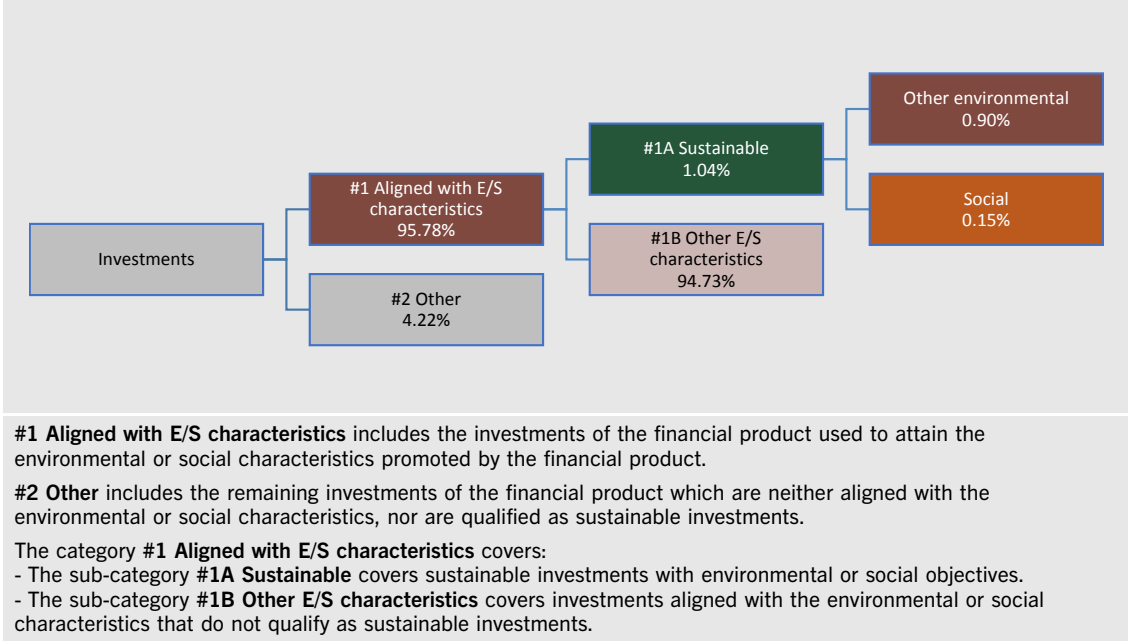 Investments
#1 Aligned with E/S
characteristics
95.78%
#2 Other
4.22%
#1A Sustainable
1.04%
#1B Other E/S
characteristics
94.73%
Other environmental
0.90%
Social
0.15%
#1 Aligned with E/S characteristics includes the investments of the financial product used to attain the
environmental or social characteristics promoted by the financial product.
#2 Other includes the remaining investments of the financial product which are neither aligned with the
environmental or social characteristics, nor are qualified as sustainable investments.
The category #1 Aligned with E/S characteristics covers:
- The sub-category #1A Sustainable covers sustainable investments with environmental or social objectives.
- The sub-category #1B Other E/S characteristics covers investments aligned with the environmental or social
characteristics that do not qualify as sustainable investments.